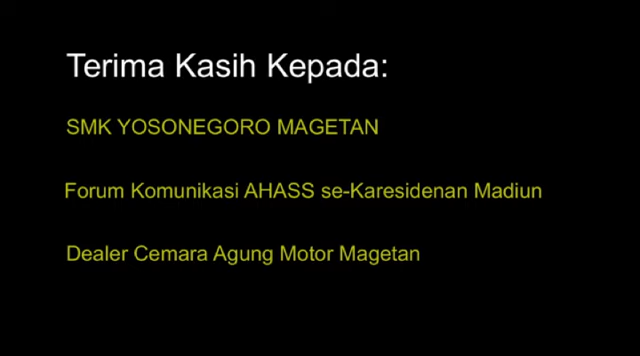 Terima Kasih Kepada:
SMK YOSONEGORO MAGETAN
Forum Komunikasi AHASS se-Karesidenan Madiun
Dealer Cemara Agung Motor Magetan